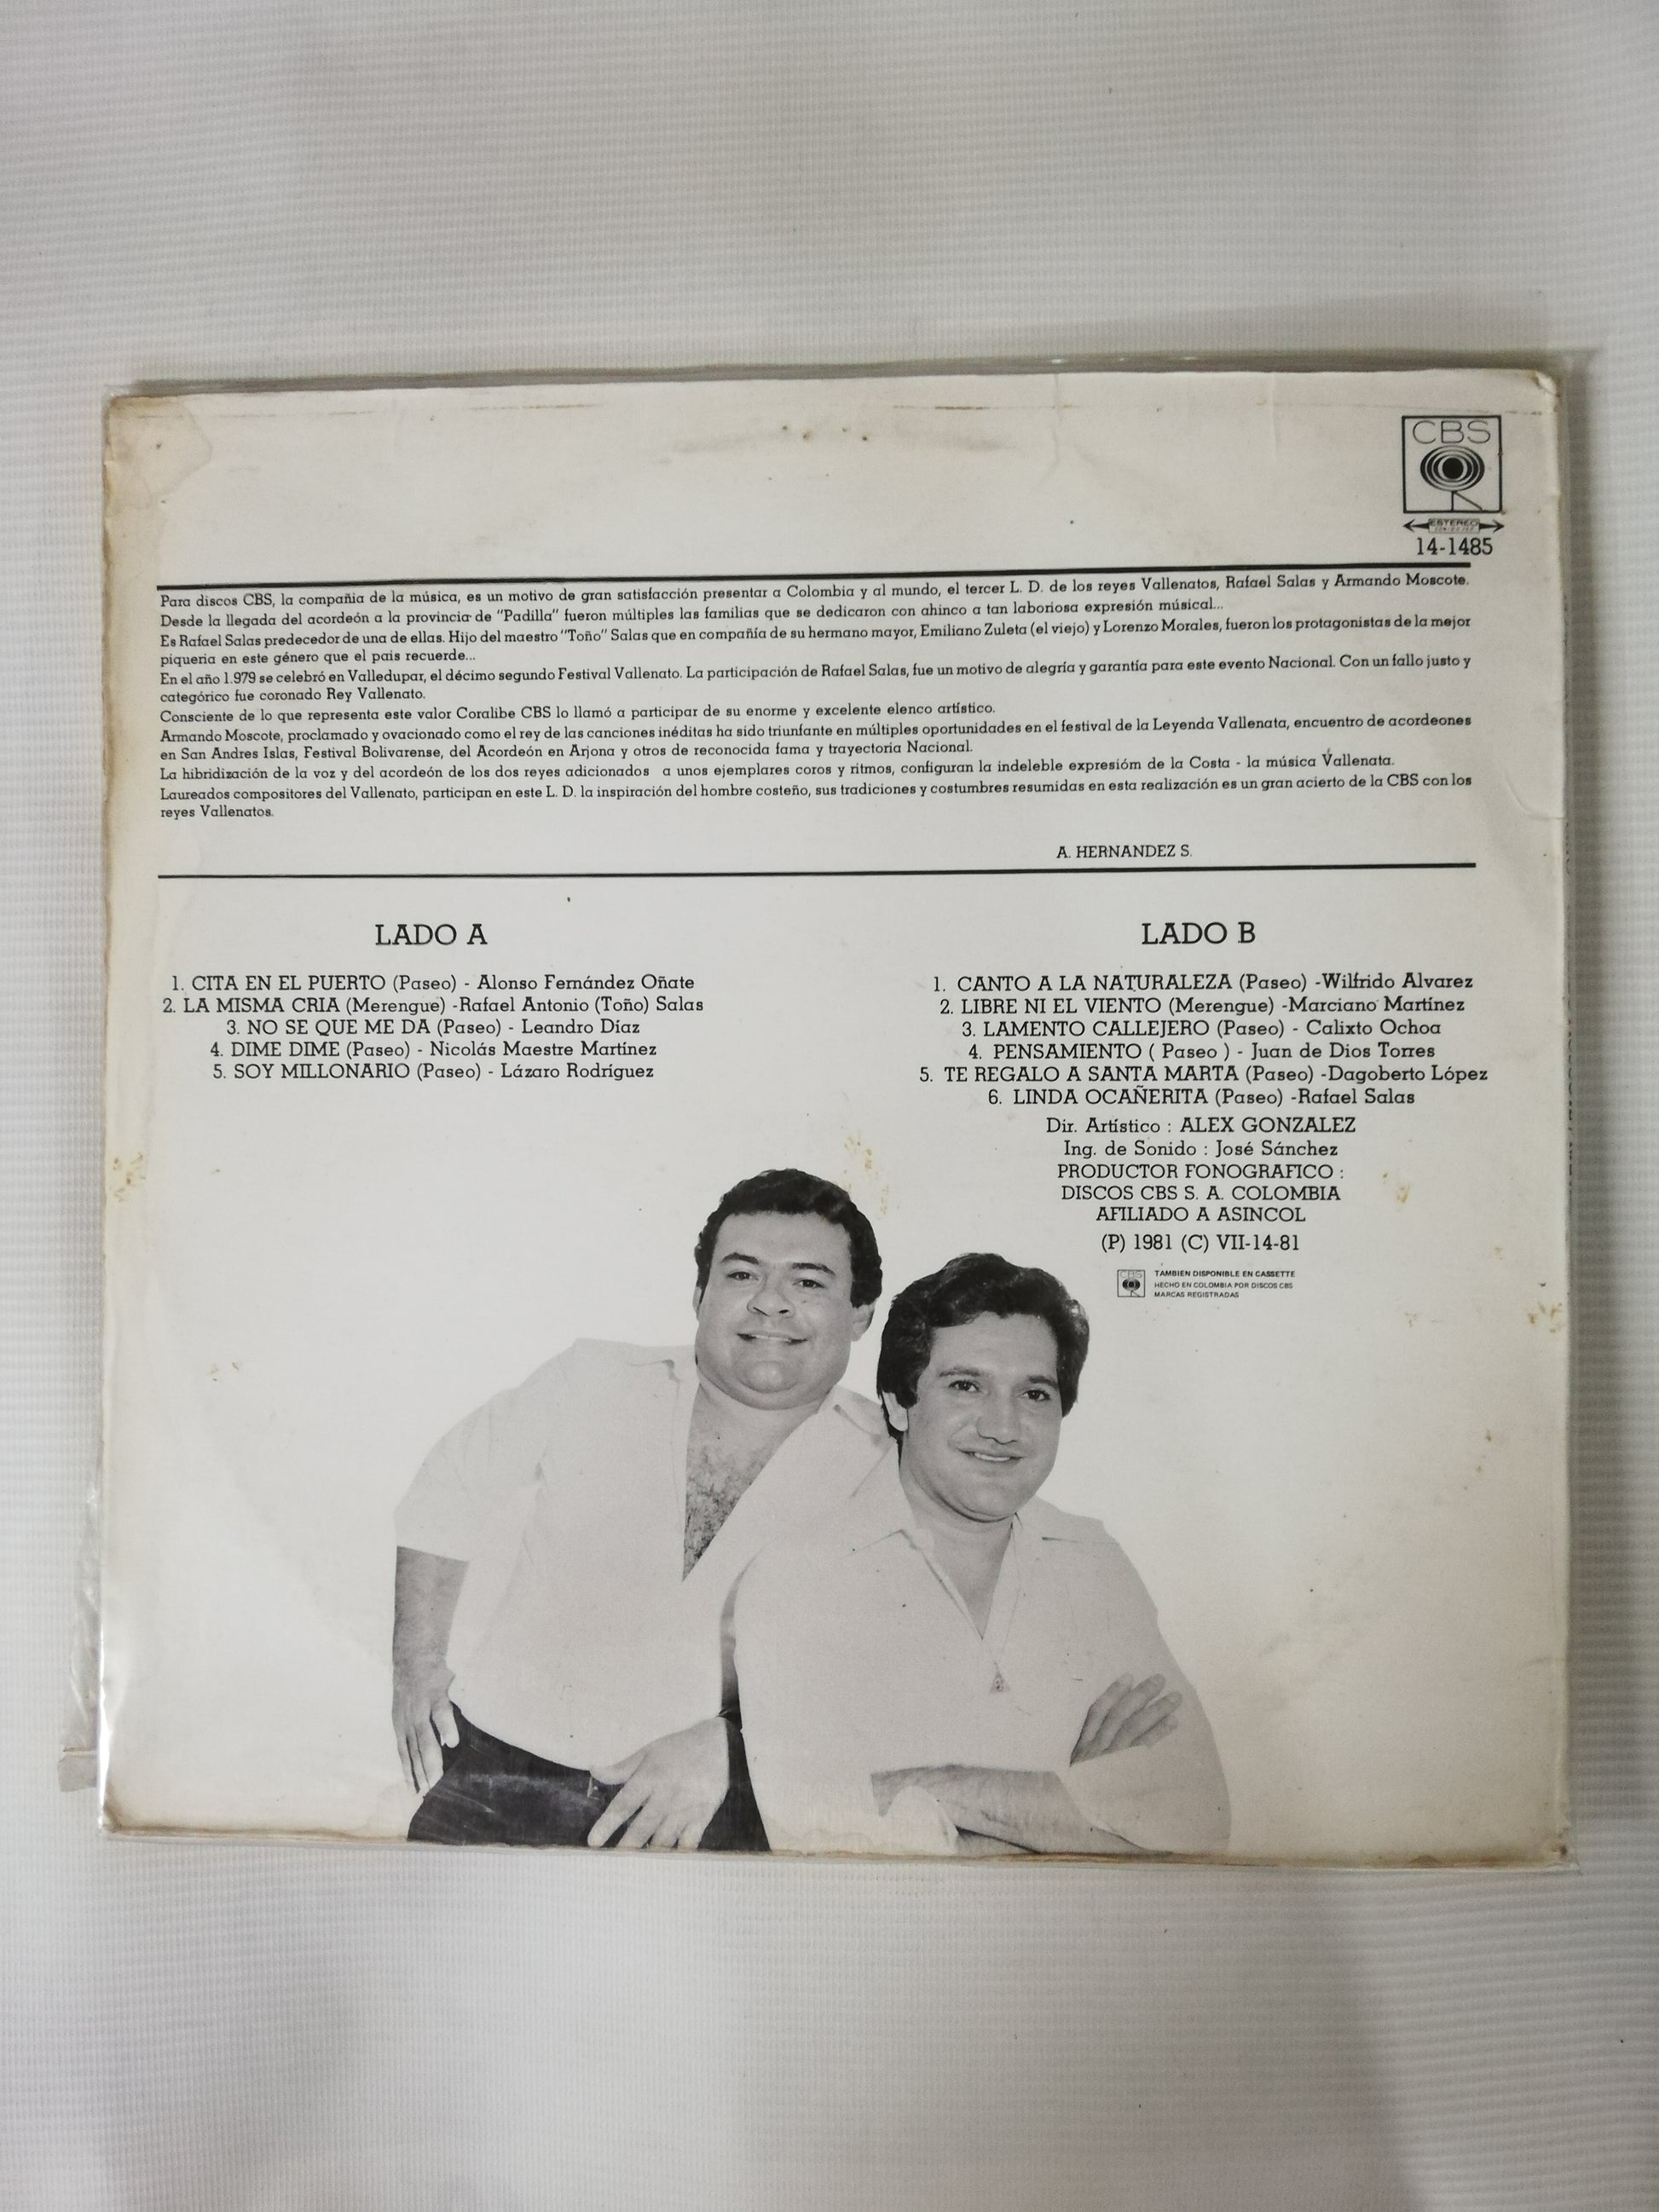 CBS
ESTEREO
14-1485
Para discos CBS, la compañia de la música, es un motivo de gran satisfacción presentar a Colombia y al mundo, el tercer L. D. de los reyes Vallenatos, Rafael Salas y Armando Moscote.
Desde la llegada del acordeón a la provincia de "Padilla" fueron múltiples las familias que se dedicaron con ahinco a tan laboriosa expresión músical...
Es Rafael Salas predecedor de una de ellas. Hijo del maestro "Toño" Salas que en compañía de su hermano mayor, Emiliano Zuleta (el viejo) y Lorenzo Morales, fueron los protagonistas de la mejor
piqueria en este género que el pais recuerde...
En el año 1.979 se celebró en Valledupar, el décimo segundo Festival Vallenato. La participación de Rafael Salas, fue un motivo de alegría y garantía para este evento Nacional. Con un fallo justo y
categórico fue coronado Rey Vallenato.
Consciente de lo que representa este valor Coralibe CBS lo llamó a participar de su enorme y excelente elenco artístico.
Armando Moscote, proclamado y ovacionado como el rey de las canciones inéditas ha sido triunfante en múltiples oportunidades en el festival de la Leyenda Vallenata, encuentro de acordeones
en San Andres Islas, Festival Bolivarense, del Acordeón en Arjona y otros de reconocida fama y trayectoria Nacional.
La hibridización de la voz y del acordeón de los dos reyes adicionados a unos ejemplares coros y ritmos, configuran la indeleble expresióm de la Costa - la música Vallenata.
Laureados compositores del Vallenato, participan en este L. D. la inspiración del hombre costeño, sus tradiciones y costumbres resumidas en esta realización es un gran acierto de la CBS con los
reyes Vallenatos.
A. HERNANDEZ S.
LADO A
1. CITA EN EL PUERTO (Paseo) - Alonso Fernández Oñate
2. LA MISMA CRIA (Merengue) -Rafael Antonio (Toño) Salas
3. NO SE QUE ME DA (Paseo) - Leandro Díaz
4. DIME DIME (Paseo) - Nicolás Maestre Martínez
5. SOY MILLONARIO (Paseo) - Lázaro Rodríguez
LADO B
1. CANTO A LA NATURALEZA (Paseo) -Wilfrido Alvarez
2. LIBRE NI EL VIENTO (Merengue) -Marciano Martínez
3. LAMENTO CALLEJERO (Paseo) - Calixto Ochoa
4. PENSAMIENTO ( Paseo ) - Juan de Dios Torres
5. TE REGALO A SANTA MARTA (Paseo) -Dagoberto López
6. LINDA OCAÑERITA (Paseo) -Rafael Salas
Dir. Artístico : ALEX GONZALEZ
Ing. de Sonido : José Sánchez
PRODUCTOR FONOGRAFICO :
DISCOS CBS S. A. COLOMBIA
AFILIADO A ASINCOL
(P) 1981 (C) VII-14-81
CBS
TAMBIEN DISPONIBLE EN CASSETTE
HECHO EN COLOMBIA POR DISCOS CBS
MARCAS REGISTRADAS